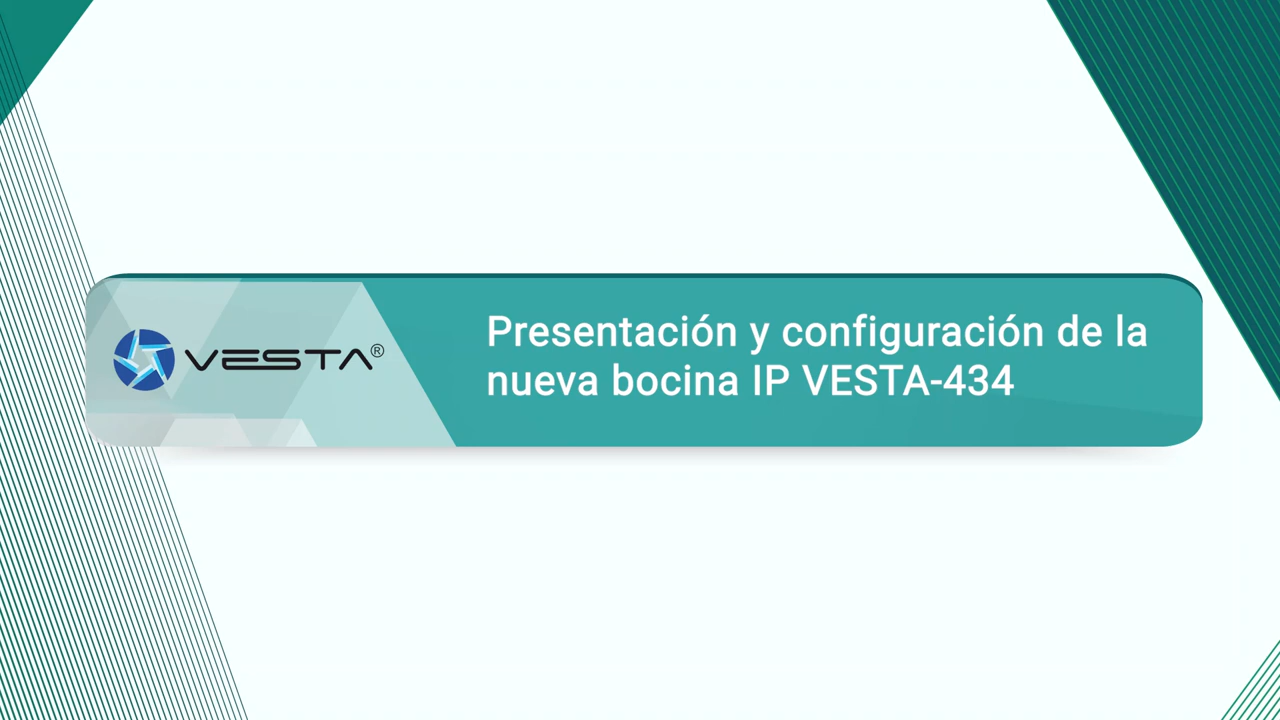 VESTA®
Presentación y configuración de la
nueva bocina IP VESTA-434